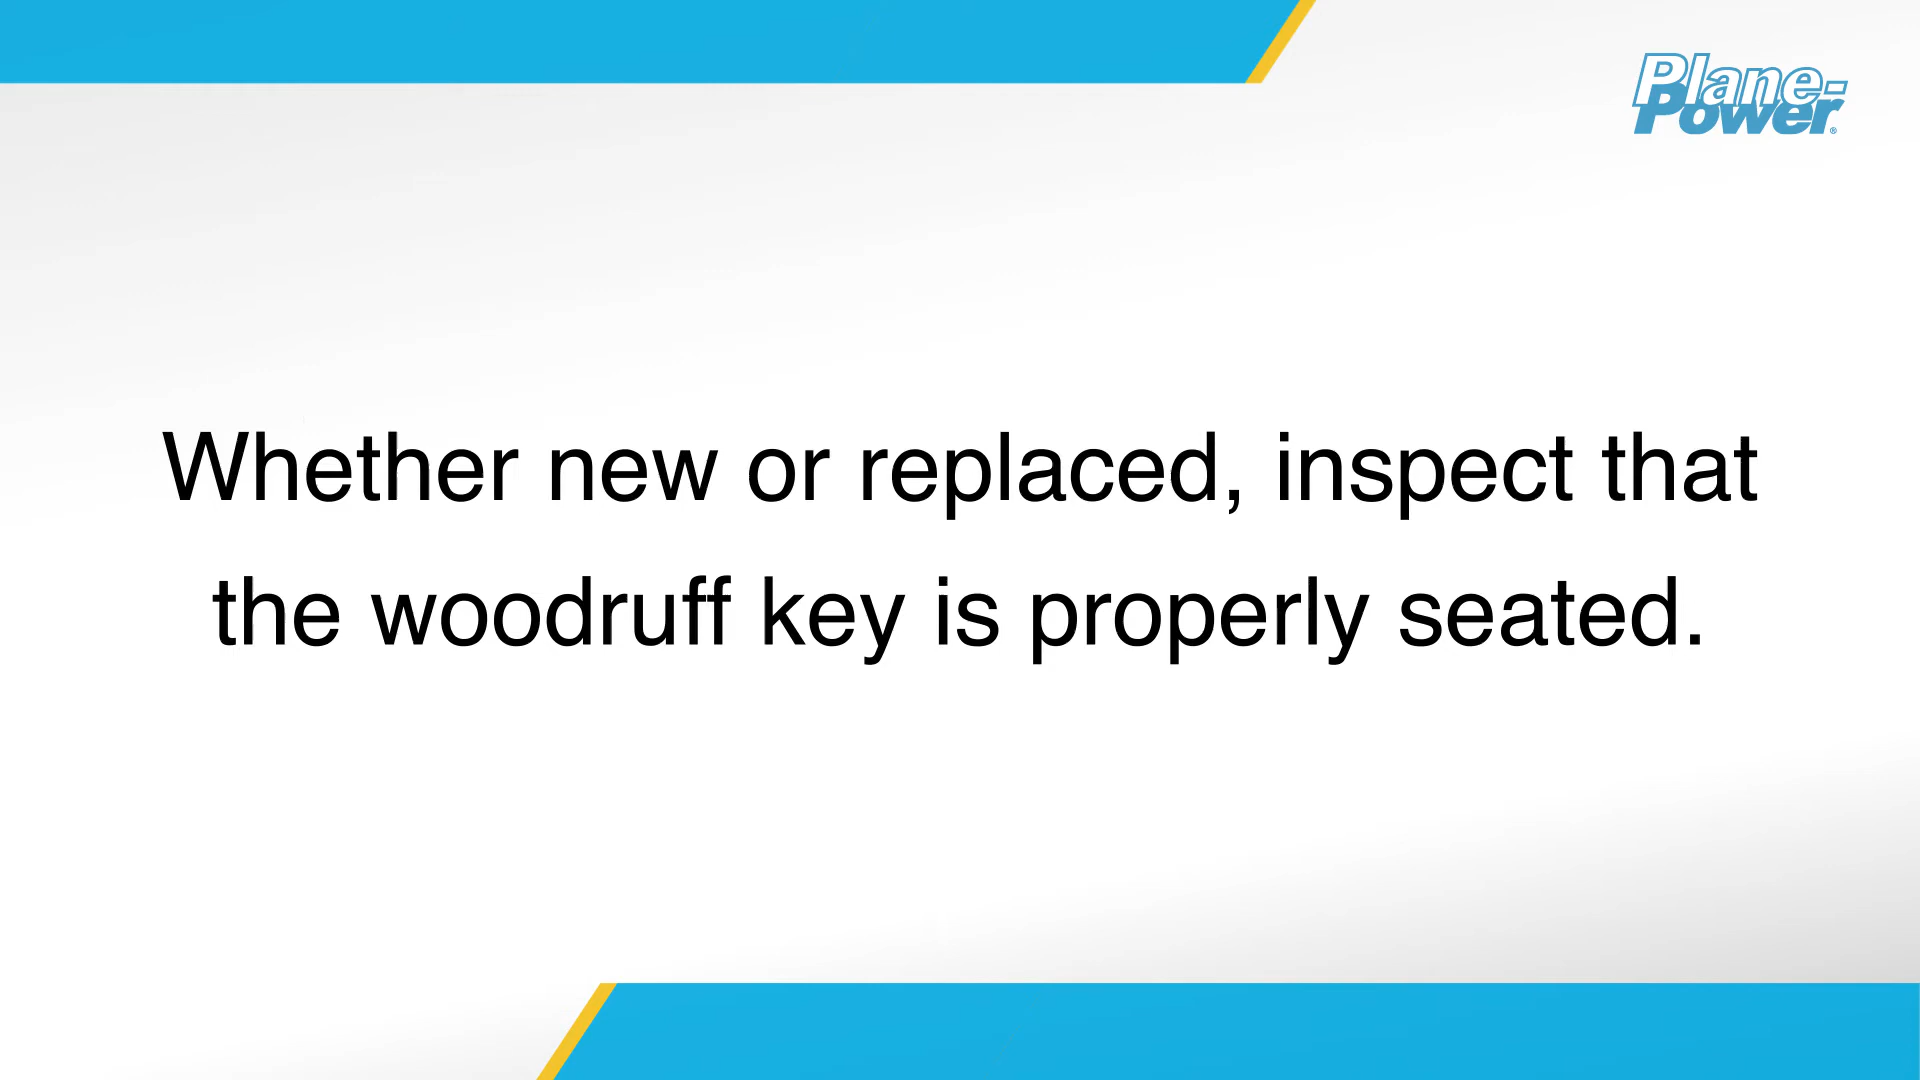 Plane-
Power®
Whether new or replaced, inspect that
the woodruff key is properly seated.